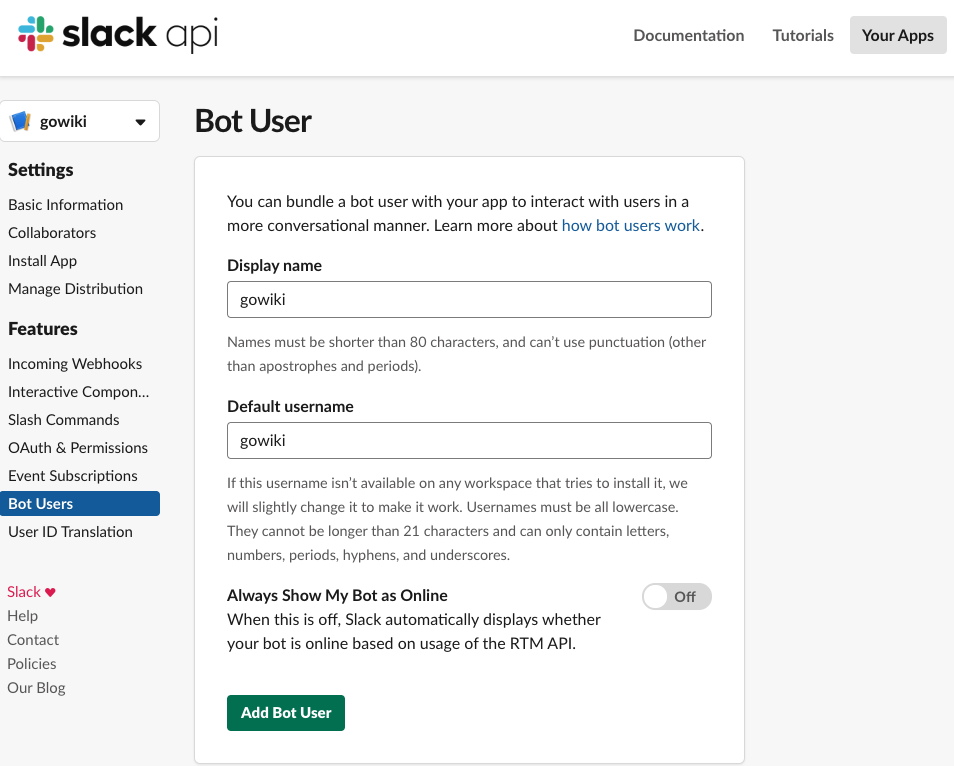 slack api
Documentation
Tutorials
Your Apps
gowiki
Settings
Basic Information
Collaborators
Install App
Manage Distribution
Features
Incoming Webhooks
Interactive Compon...
Slash Commands
OAuth & Permissions
Event Subscriptions
Bot Users
User ID Translation
Slack ♥
Help
Contact
Policies
Our Blog
Bot User
You can bundle a bot user with your app to interact with users in a
more conversational manner. Learn more about how bot users work.
Display name
gowiki
Names must be shorter than 80 characters, and can’t use punctuation (other
than apostrophes and periods).
Default username
gowiki
If this username isn’t available on any workspace that tries to install it, we
will slightly change it to make it work. Usernames must be all lowercase.
They cannot be longer than 21 characters and can only contain letters,
numbers, periods, hyphens, and underscores.
Always Show My Bot as Online
Off
When this is off, Slack automatically displays whether
your bot is online based on usage of the RTM API.
Add Bot User